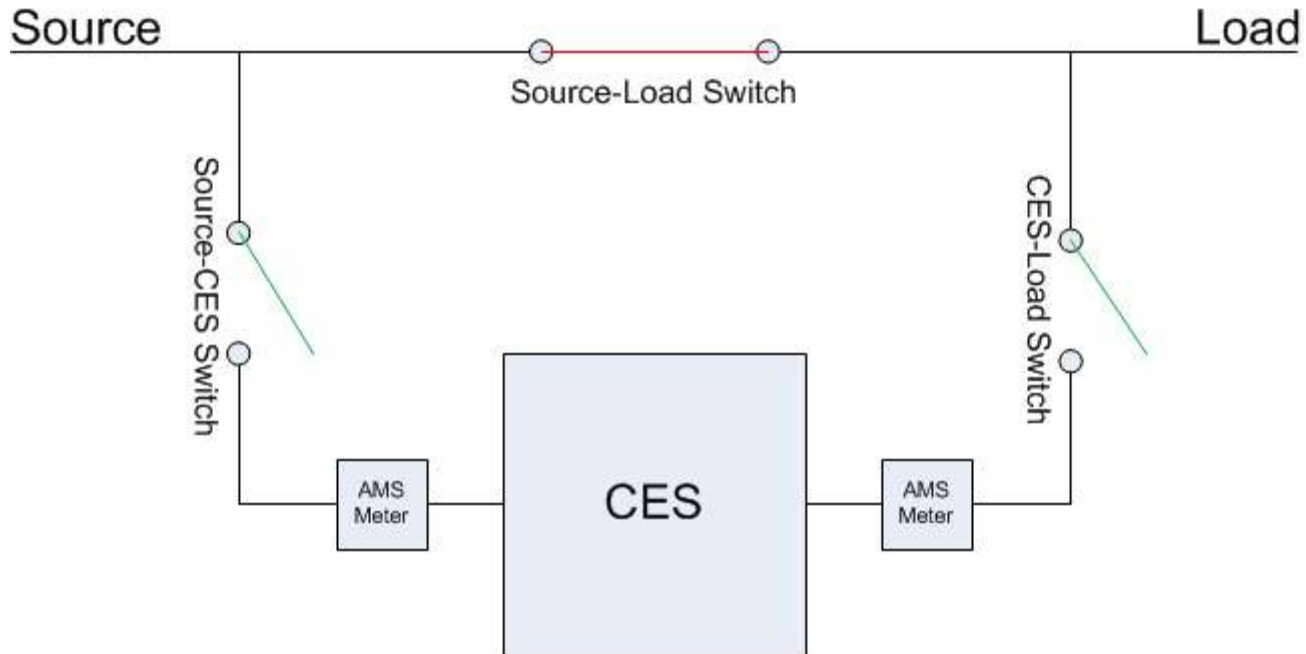 Source
Load
Source-Load Switch
Source-CES Switch
CES-Load Switch
AMS
Meter
CES
AMS
Meter